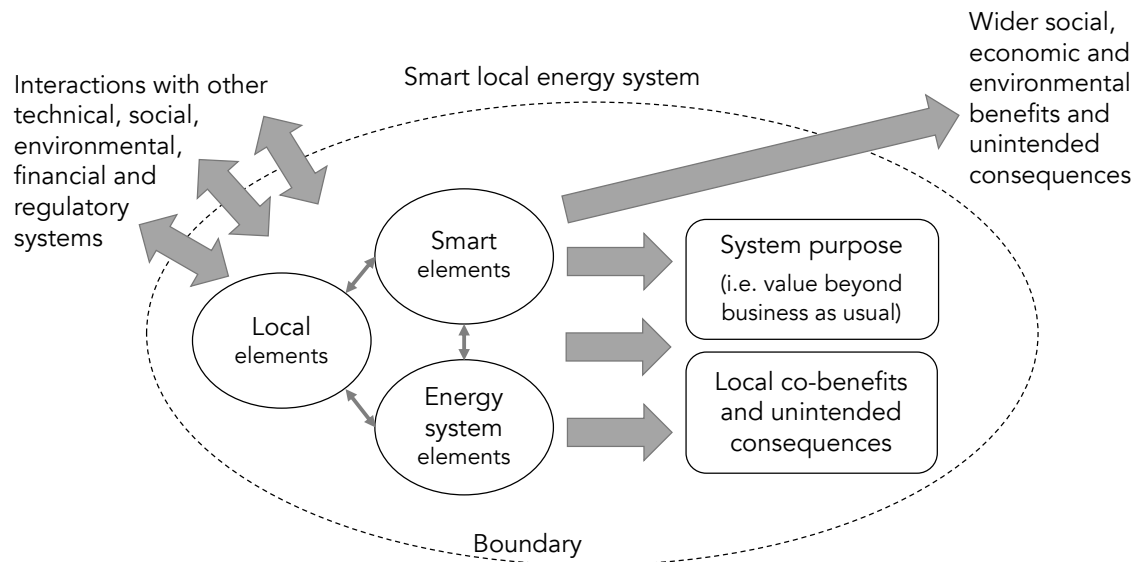 Wider social,
economic and
environmental
benefits and
unintended
consequences
Smart local energy system
Interactions with other
technical, social,
environmental,
financial and
regulatory
systems
Smart
elements
System purpose
(i.e. value beyond
business as usual)
Local
elements
Energy
system
elements
Local co-benefits
and unintended
consequences
Boundary